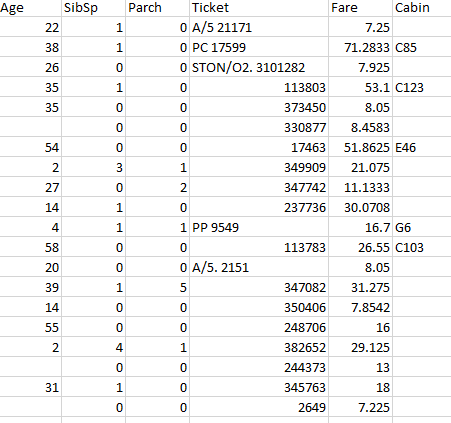 Age SibSp Parch Ticket Fare Cabin
22 1 0 A/5 21171 7.25
38 1 0 PC 17599 71.2833 C85
26 0 0 STON/O2. 3101282 7.925
35 1 0 113803 53.1 C123
35 0 0 373450 8.05
0 0 330877 8.4583
54 0 0 17463 51.8625 E46
2 3 1 349909 21.075
27 0 2 347742 11.1333
14 1 0 237736 30.0708
4 1 1 PP 9549 16.7 G6
58 0 0 113783 26.55 C103
20 0 0 A/5. 2151 8.05
39 1 5 347082 31.275
14 0 0 350406 7.8542
55 0 0 248706 16
2 4 1 382652 29.125
0 0 244373 13
31 1 0 345763 18
0 0 2649 7.225